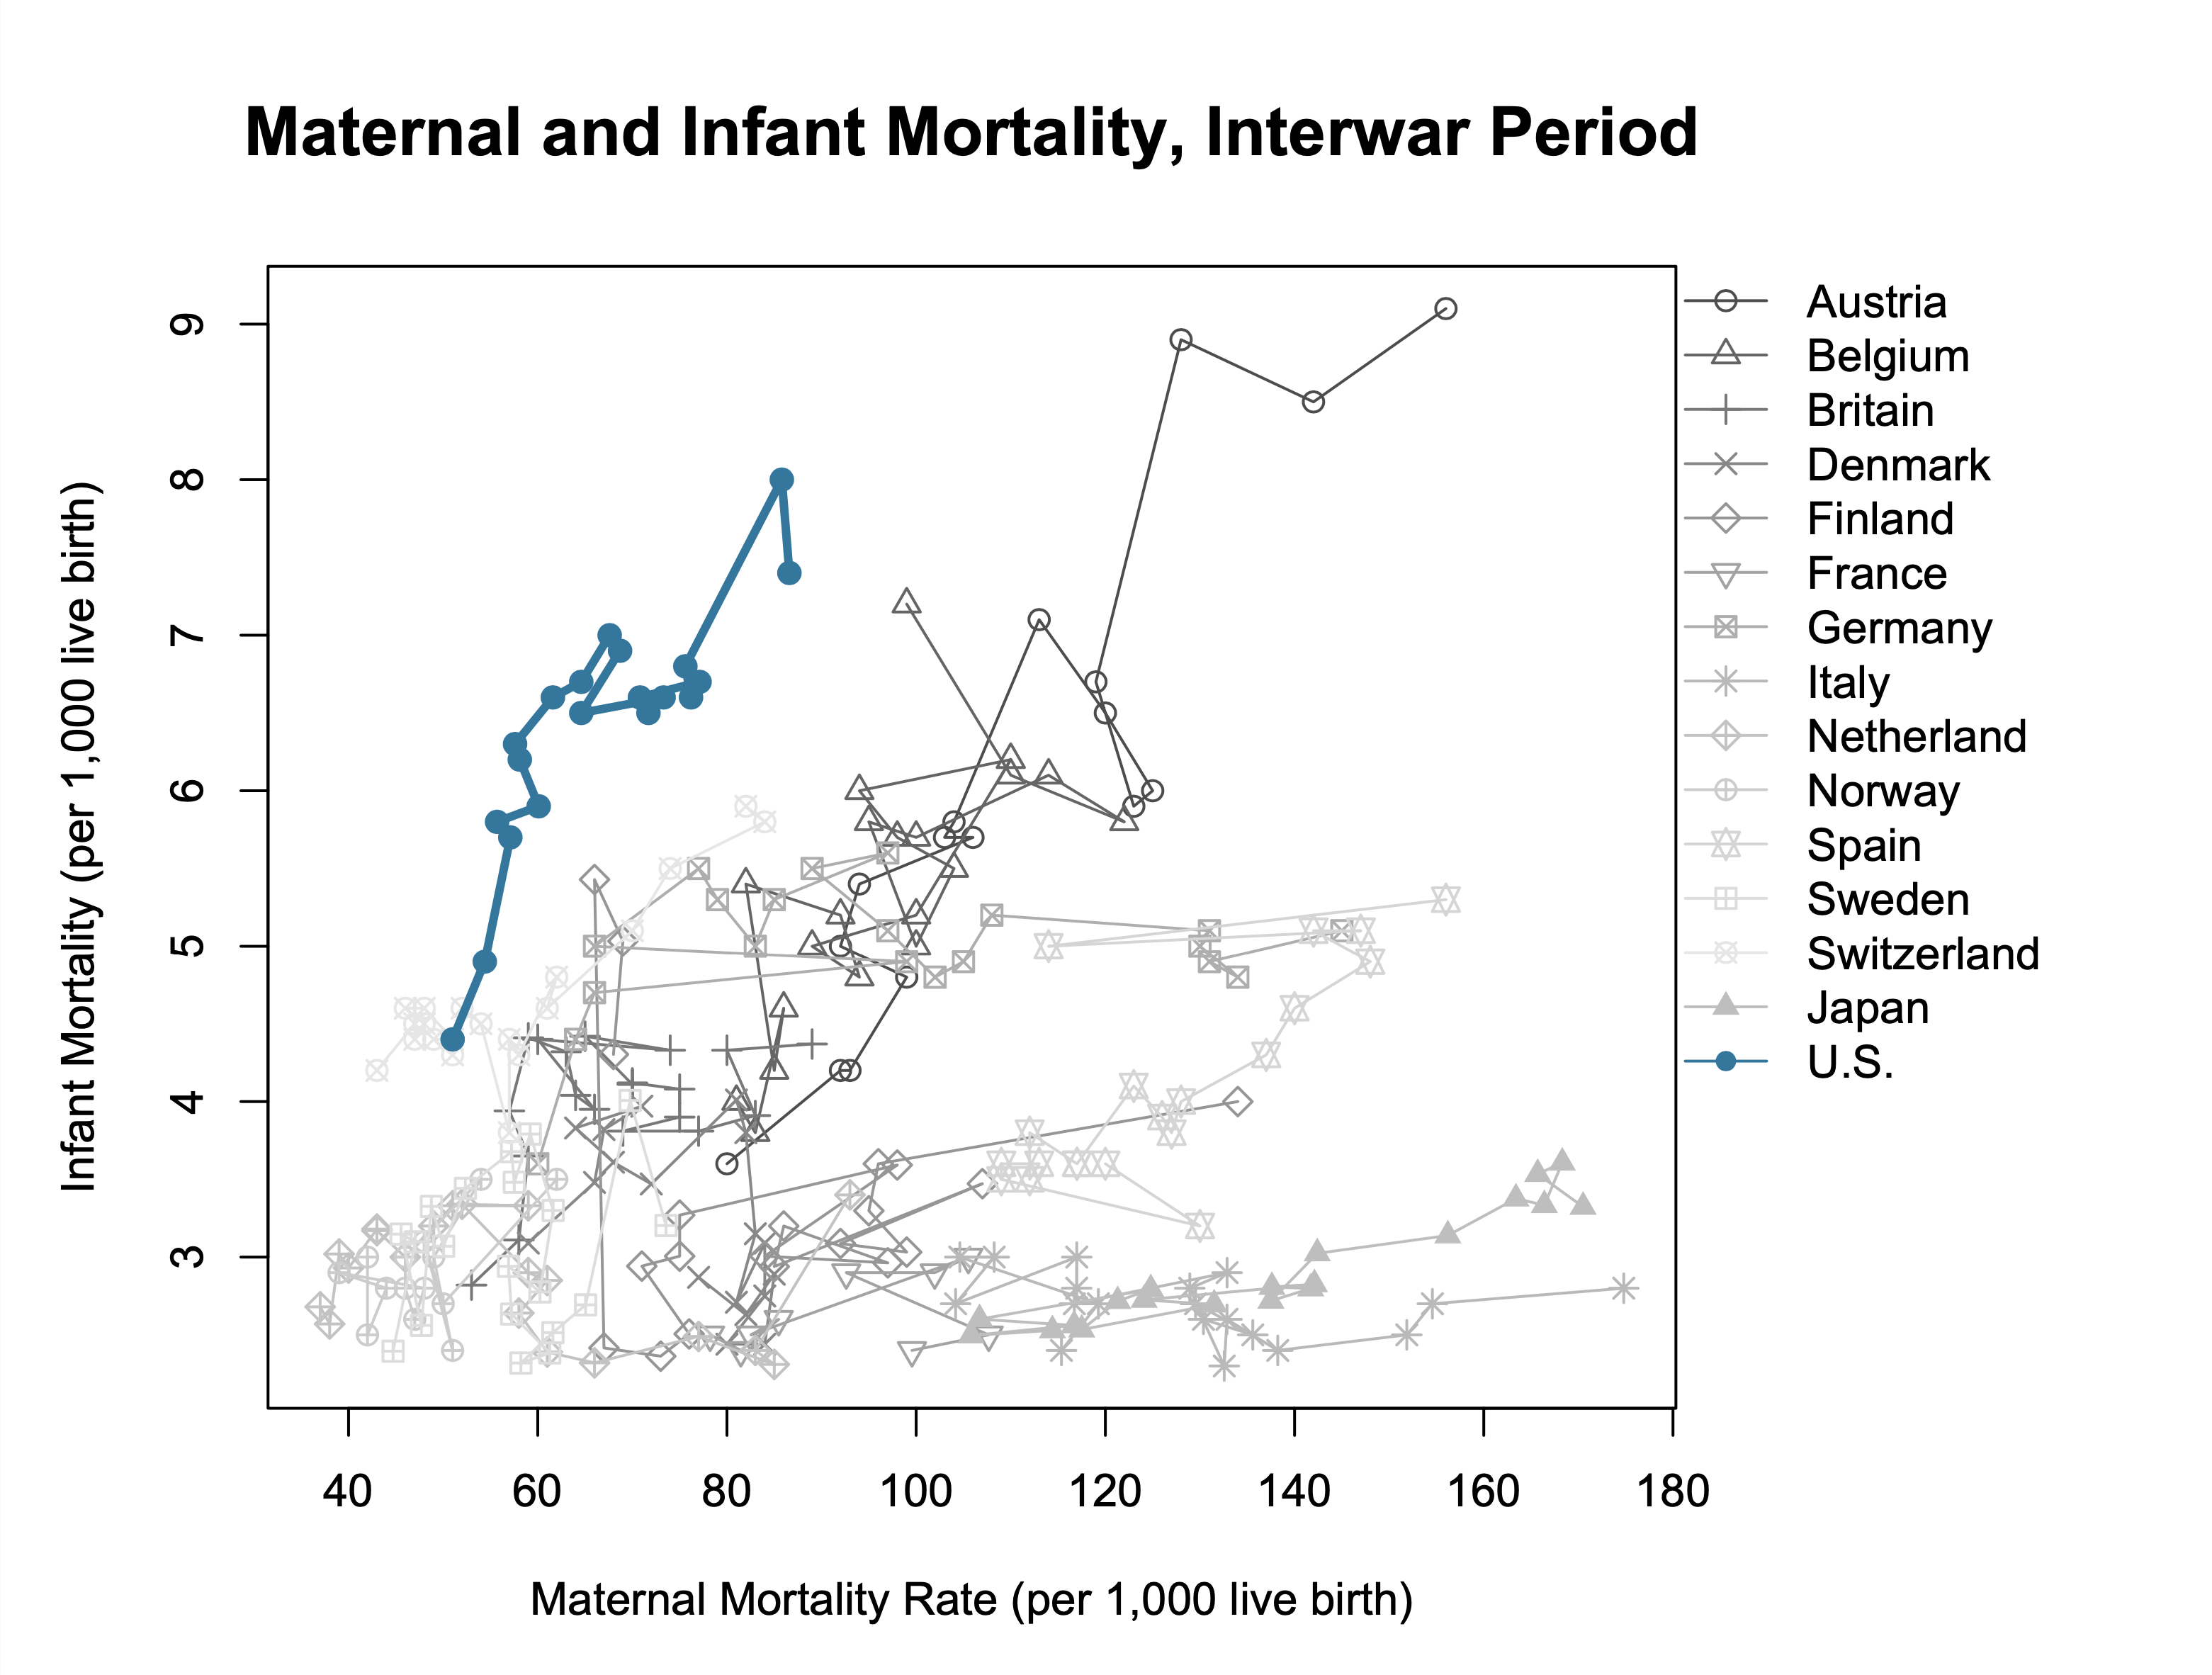 Maternal and Infant Mortality, Interwar Period
Infant Mortality (per 1,000 live birth)
9
8
7
6
5
4
3
40 60 80 100 120 140 160 180
Maternal Mortality Rate (per 1,000 live birth)
Austria
Belgium
Britain
Denmark
Finland
France
Germany
Italy
Netherland
Norway
Spain
Sweden
Switzerland
Japan
U.S.